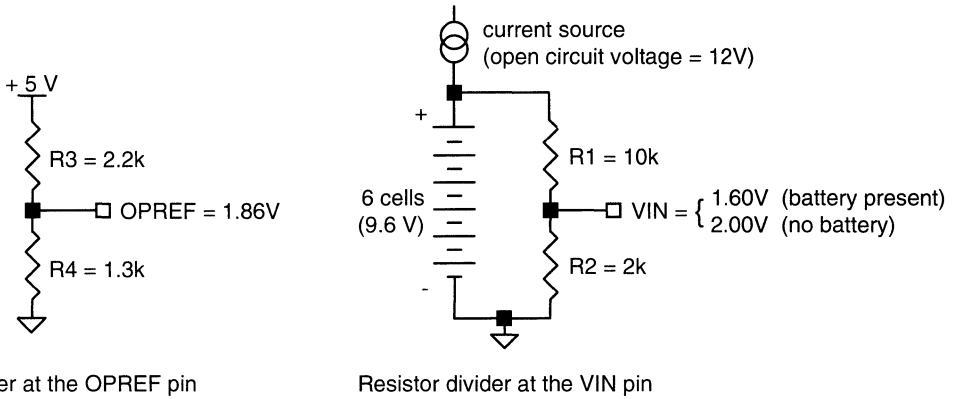 + 5 V
R3 = 2.2k
OPREF = 1.86V
R4 = 1.3k
er at the OPREF pin
current source
(open circuit voltage = 12V)
+
R1 = 10k
6 cells
(9.6 V)
VIN = { 1.60V (battery present)
2.00V (no battery)
R2 = 2k
-
Resistor divider at the VIN pin